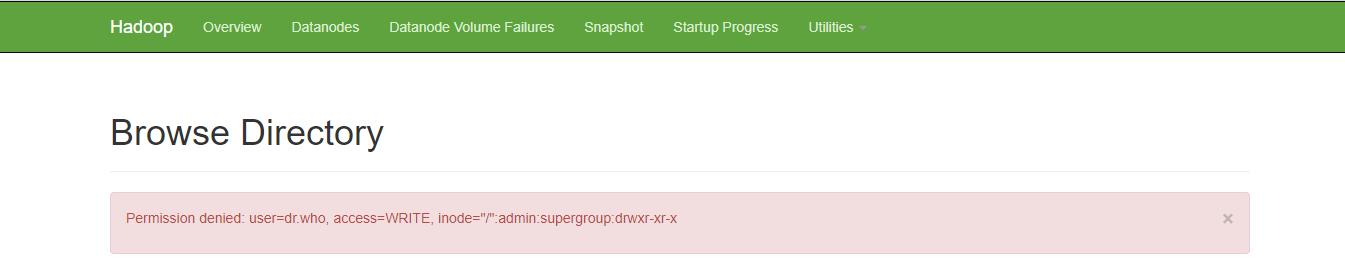 Hadoop Overview Datanodes Datanode Volume Failures Snapshot Startup Progress Utilities
Browse Directory
Permission denied: user=dr.who, access=WRITE, inode="/":admin:supergroup:drwxr-xr-x ×